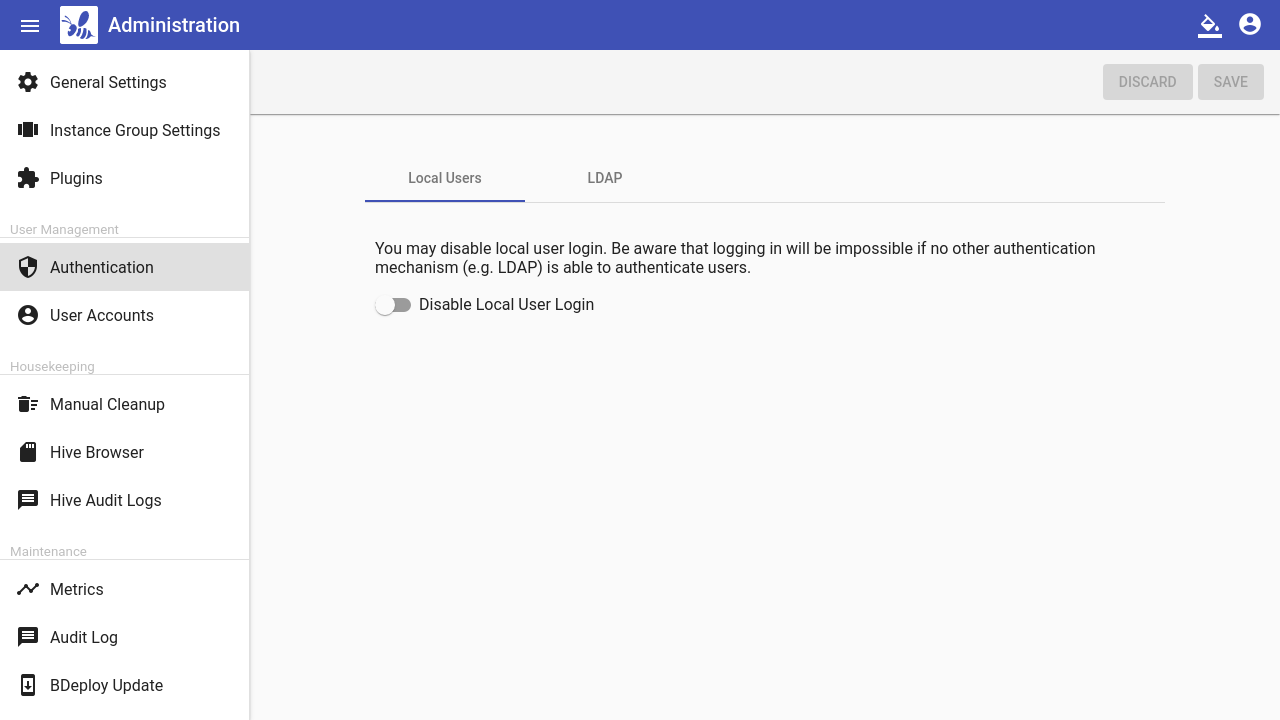 Administration
General Settings
Instance Group Settings
Plugins
User Management
Authentication
User Accounts
Housekeeping
Manual Cleanup
Hive Browser
Hive Audit Logs
Maintenance
Metrics
Audit Log
BDeploy Update
DISCARD SAVE
Local Users LDAP
You may disable local user login. Be aware that logging in will be impossible if no other authentication
mechanism (e.g. LDAP) is able to authenticate users.
Disable Local User Login